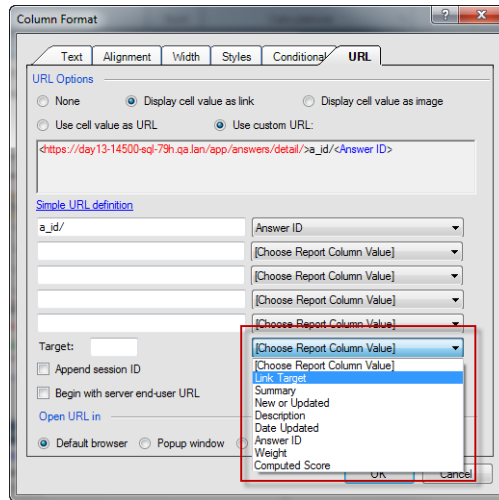 Column Format
Text Alignment Width Styles Conditional URL
URL Options
None Display cell value as link Display cell value as image
Use cell value as URL Use custom URL:
<https://day13-14500-sql-79h.qa.lan/app/answers/detail/>a_id/<Answer ID>
Simple URL definition
a_id/ Answer ID
[Choose Report Column Value]
[Choose Report Column Value]
[Choose Report Column Value]
[Choose Report Column Value]
Target: [Choose Report Column Value]
Append session ID
[Choose Report Column Value]
Link Target
Summary
Begin with server end-user URL
New or Updated
Description
Open URL in
Date Updated
Answer ID
Default browser Popup window
Weight
Computed Score
OK Cancel